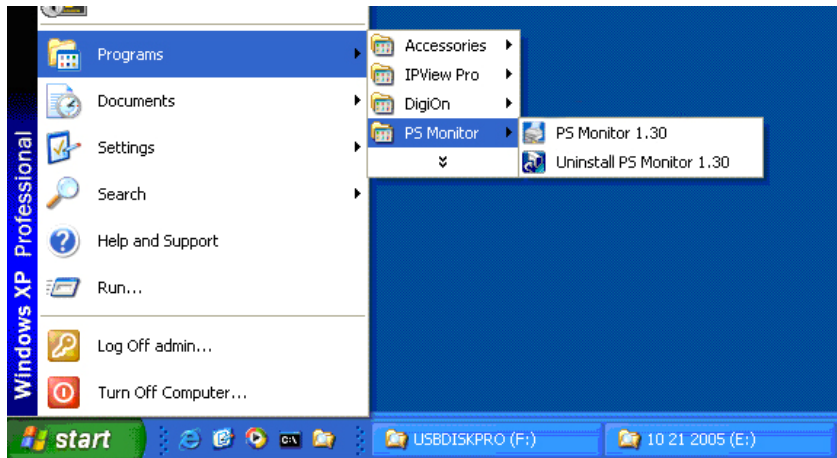 Windows XP Professional
Programs
Documents
Settings
Search
Help and Support
Run...
Log Off admin...
Turn Off Computer...
Accessories
IPView Pro
DigiOn
PS Monitor
PS Monitor 1.30
Uninstall PS Monitor 1.30
start
USBDISKPRO (F:)
10 21 2005 (E:)